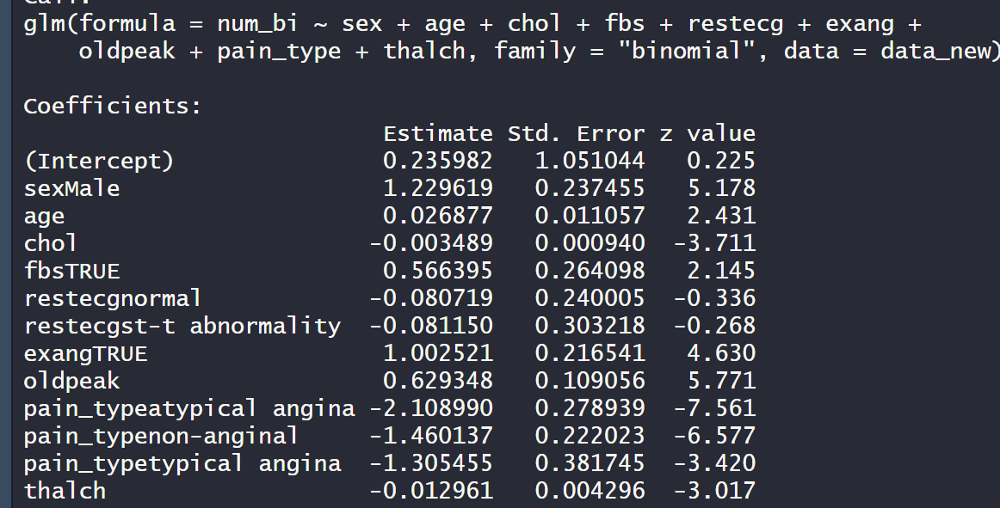 Call:
glm(formula = num_bi ~ sex + age + chol + fbs + restecg + exang +
    oldpeak + pain_type + thalch, family = "binomial", data = data_new)
Coefficients:
                          Estimate Std. Error z value
(Intercept)               0.235982   1.051044   0.225
sexMale                   1.229619   0.237455   5.178
age                       0.026877   0.011057   2.431
chol                     -0.003489   0.000940  -3.711
fbsTRUE                   0.566395   0.264098   2.145
restecgnormal            -0.080719   0.240005  -0.336
restecgst-t abnormality  -0.081150   0.303218  -0.268
exangTRUE                 1.002521   0.216541   4.630
oldpeak                   0.629348   0.109056   5.771
pain_typeatypical angina -2.108990   0.278939  -7.561
pain_typenon-anginal     -1.460137   0.222023  -6.577
pain_typetypical angina  -1.305455   0.381745  -3.420
thalch                   -0.012961   0.004296  -3.017